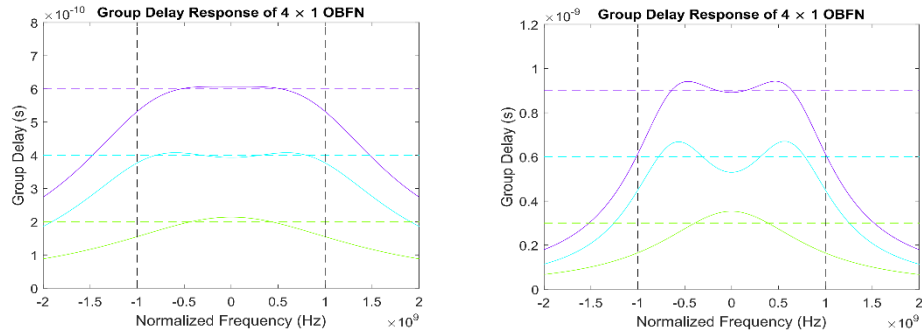 Group Delay Response of 4 × 1 OBFN
×10-10
8
7
6
5
4
3
2
1
0
Group Delay (s)
-2 -1.5 -1 -0.5 0 0.5 1 1.5 2
Normalized Frequency (Hz)
×109
Group Delay Response of 4 × 1 OBFN
×10-9
1.2
1
0.8
0.6
0.4
0.2
0
Group Delay (s)
-2 -1.5 -1 -0.5 0 0.5 1 1.5 2
Normalized Frequency (Hz)
×109